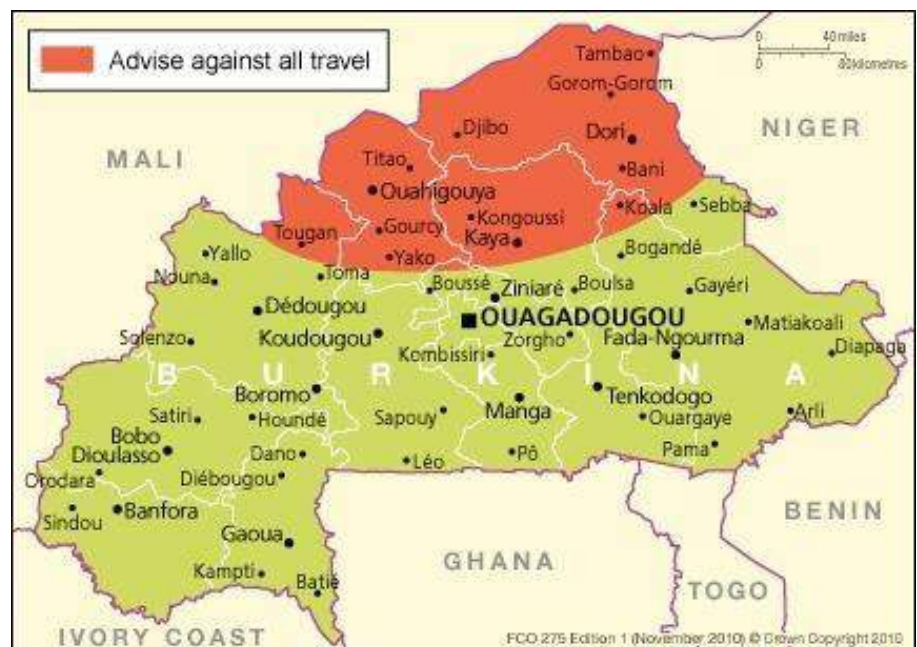 Advise against all travel
0 40 miles
0 80 kilometres
Tambao
Gorom-Gorom
Djibo
Dori
NIGER
MALI
Titao
Bani
Ouahigouya
Koala
Sebba
Kongoussi
Gourcy
Tougan
Kaya
Yako
Bogandé
Yallo
Nouna
Toma
Boussé
Ziniaré
Boulsa
Gayéri
Dédougou
OUAGADOUGOU
Matiakoali
Solenzo
Koudougou
Zorgho
Fada-Ngourma
Kombissiri
Diapaga
B U R K I N A
Boromo
Tenkodogo
Manga
Satiri
Houndé
Sapouy
Ouargaye
Arli
Bobo
Dioulasso
Dano
Léo
Pô
Pama
Orodara
Diébougou
Sindou
Banfora
BENIN
Gaoua
GHANA
Kampti
Batié
TOGO
IVORY COAST
FCO 275 Edition 1 (November 2010) © Crown Copyright 2010